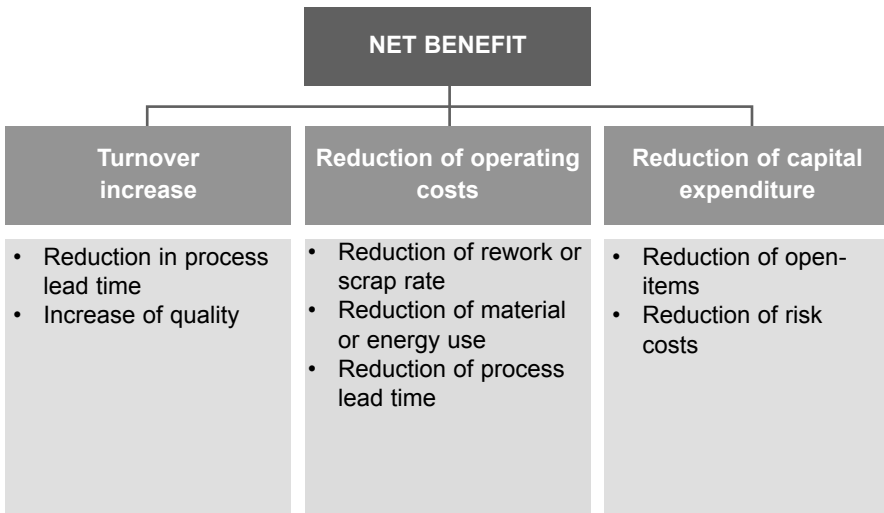 NET BENEFIT
Turnover
increase
Reduction of operating
costs
Reduction of capital
expenditure
• Reduction in process
lead time
• Increase of quality
• Reduction of rework or
scrap rate
• Reduction of material
or energy use
• Reduction of process
lead time
• Reduction of open-
items
• Reduction of risk
costs